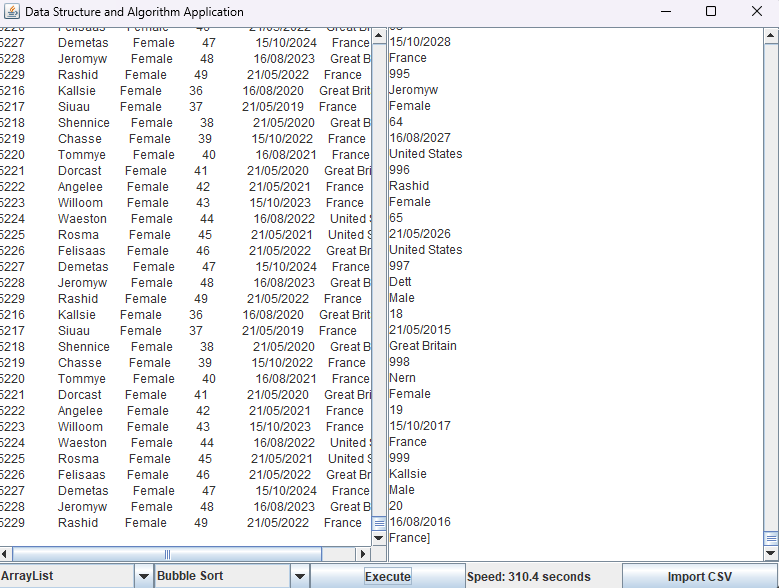 Data Structure and Algorithm Application
5227 Demetas Female 47 15/10/2024 France
5228 Jeromyw Female 48 16/08/2023 Great B
5229 Rashid Female 49 21/05/2022 France
5216 Kallsie Female 36 16/08/2020 Great Brit
5217 Siuau Female 37 21/05/2019 France
5218 Shennice Female 38 21/05/2020 Great B
5219 Chasse Female 39 15/10/2022 France
5220 Tommye Female 40 16/08/2021 France
5221 Dorcast Female 41 21/05/2020 Great Bri
5222 Angelee Female 42 21/05/2021 France
5223 Willoom Female 43 15/10/2023 France
5224 Waeston Female 44 16/08/2022 United
5225 Rosma Female 45 21/05/2021 United S
5226 Felisaas Female 46 21/05/2022 Great Br
5227 Demetas Female 47 15/10/2024 France
5228 Jeromyw Female 48 16/08/2023 Great B
5229 Rashid Female 49 21/05/2022 France
5216 Kallsie Female 36 16/08/2020 Great Brit
5217 Siuau Female 37 21/05/2019 France
5218 Shennice Female 38 21/05/2020 Great B
5219 Chasse Female 39 15/10/2022 France
5220 Tommye Female 40 16/08/2021 France
5221 Dorcast Female 41 21/05/2020 Great Bri
5222 Angelee Female 42 21/05/2021 France
5223 Willoom Female 43 15/10/2023 France
5224 Waeston Female 44 16/08/2022 United
5225 Rosma Female 45 21/05/2021 United S
5226 Felisaas Female 46 21/05/2022 Great Br
5227 Demetas Female 47 15/10/2024 France
5228 Jeromyw Female 48 16/08/2023 Great B
5229 Rashid Female 49 21/05/2022 France
15/10/2028
France
995
Jeromyw
Female
64
16/08/2027
United States
996
Rashid
Female
65
21/05/2026
United States
997
Dett
Male
18
21/05/2015
Great Britain
998
Nern
Female
19
15/10/2017
France
999
Kallsie
Male
20
16/08/2016
France]
ArrayList
Bubble Sort
Execute
Speed: 310.4 seconds
Import CSV